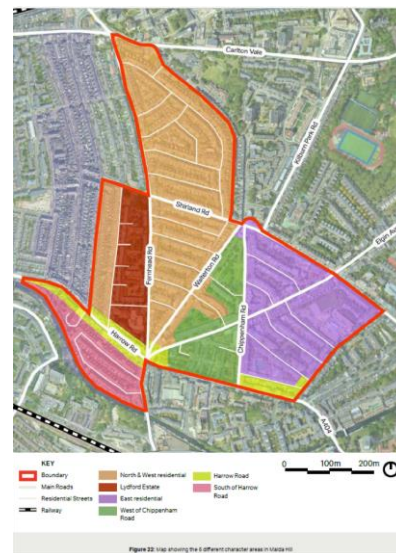 Carlton Vale
Kilburn Park Rd
Shirland Rd
Elgin Av
Fernhead Rd
Walterton Rd
Chippenham Rd
Harrow Rd
A404
KEY
Boundary
Main Roads
Residential Streets
Railway
North & West residential
Lydford Estate
East residential
West of Chippenham
Road
Harrow Road
South of Harrow
Road
0 100m 200m
Figure 22: Map showing the 6 different character areas in Maida Hill